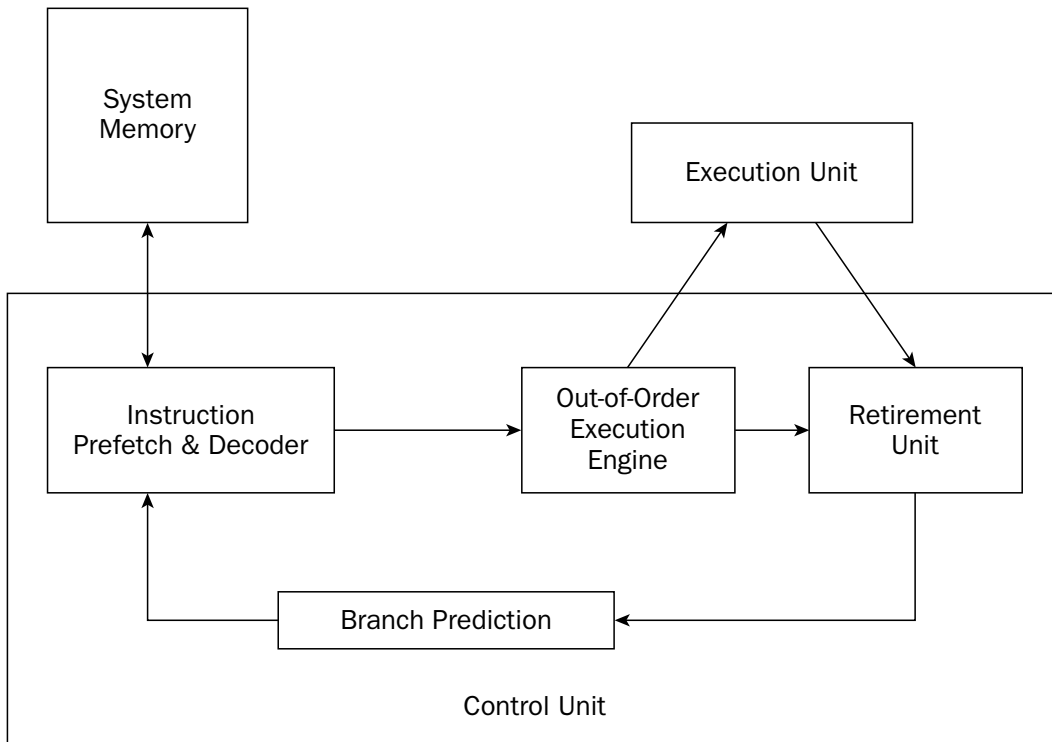 System
Memory
Execution Unit
Instruction
Prefetch & Decoder
Out-of-Order
Execution
Engine
Retirement
Unit
Branch Prediction
Control Unit